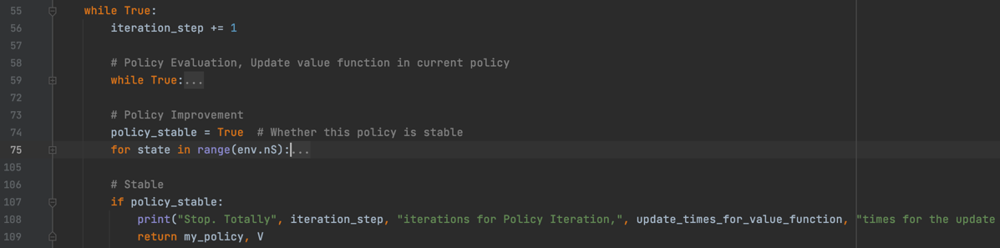 55 while True:
56 iteration_step += 1
57
58 # Policy Evaluation, Update value function in current policy
59 while True:...
72
73 # Policy Improvement
74 policy_stable = True  # Whether this policy is stable
75 for state in range(env.nS):...
105
106 # Stable
107 if policy_stable:
108 print("Stop. Totally", iteration_step, "iterations for Policy Iteration,", update_times_for_value_function, "times for the update
109 return my_policy, V